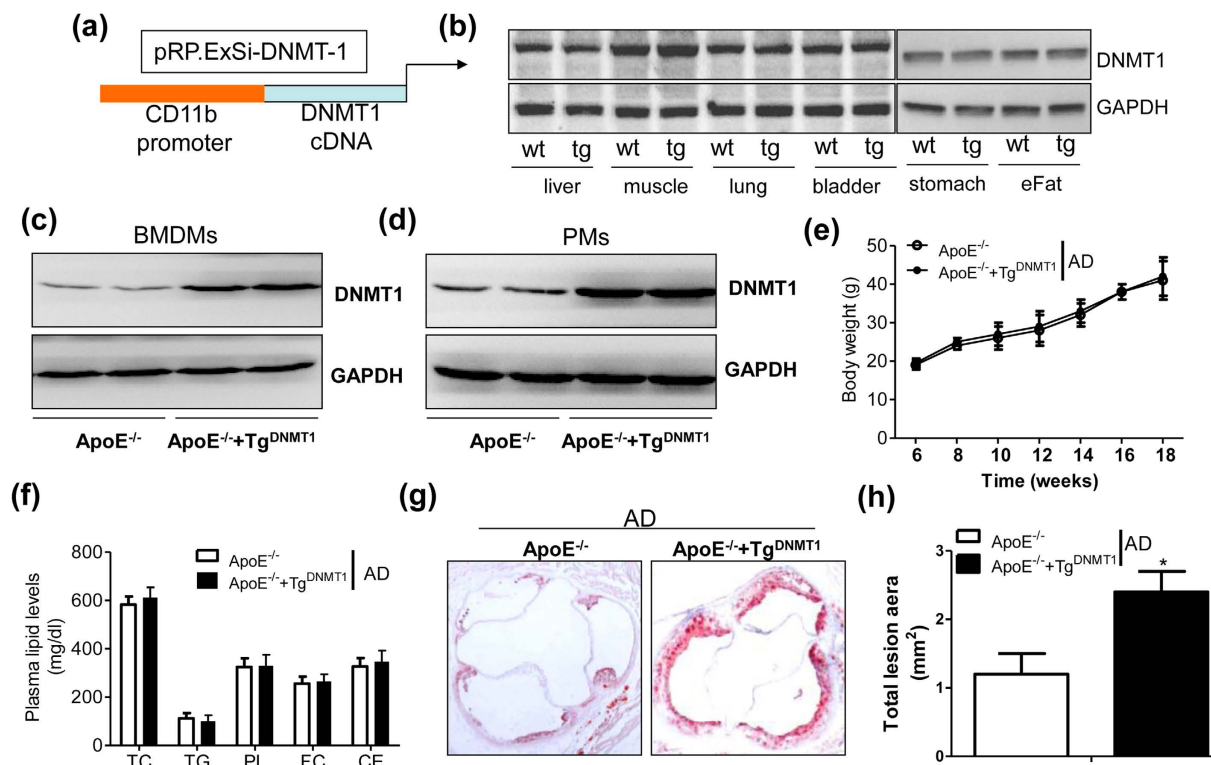 (a)
pRP.ExSi-DNMT-1
CD11b
promoter
DNMT1
cDNA
(b)
DNMT1
GAPDH
wt tg wt tg wt tg wt tg wt tg wt tg
liver muscle lung bladder stomach eFat
(c)
BMDMs
DNMT1
GAPDH
ApoE-/- ApoE-/-+TgDNMT1
(d)
PMs
DNMT1
GAPDH
ApoE-/- ApoE-/-+TgDNMT1
(e)
ApoE-/-
ApoE-/-+TgDNMT1
AD
Body weight (g)
50
40
30
20
10
0
6 8 10 12 14 16 18
Time (weeks)
(f)
ApoE-/-
ApoE-/-+TgDNMT1
AD
Plasma lipid levels
(mg/dl)
800
600
400
200
0
TC TG PL FC CE
(g)
AD
ApoE-/- ApoE-/-+TgDNMT1
(h)
ApoE-/-
ApoE-/-+TgDNMT1
AD
*
Total lesion aera
(mm2)
3
2
1
0